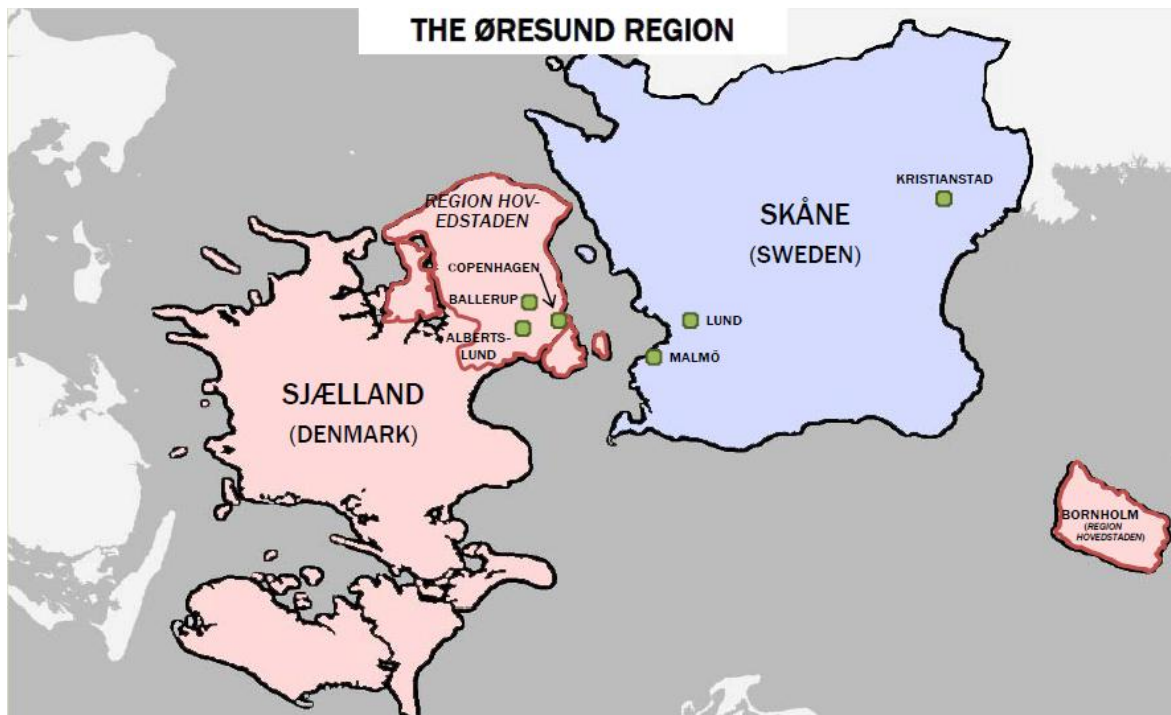 THE ØRESUND REGION
REGION HOV-
EDSTADEN
COPENHAGEN
BALLERUP
ALBERTS-
LUND
SJÆLLAND
(DENMARK)
SKÅNE
(SWEDEN)
KRISTIANSTAD
LUND
MALMÖ
BORNHOLM
(REGION
HOVEDSTADEN)